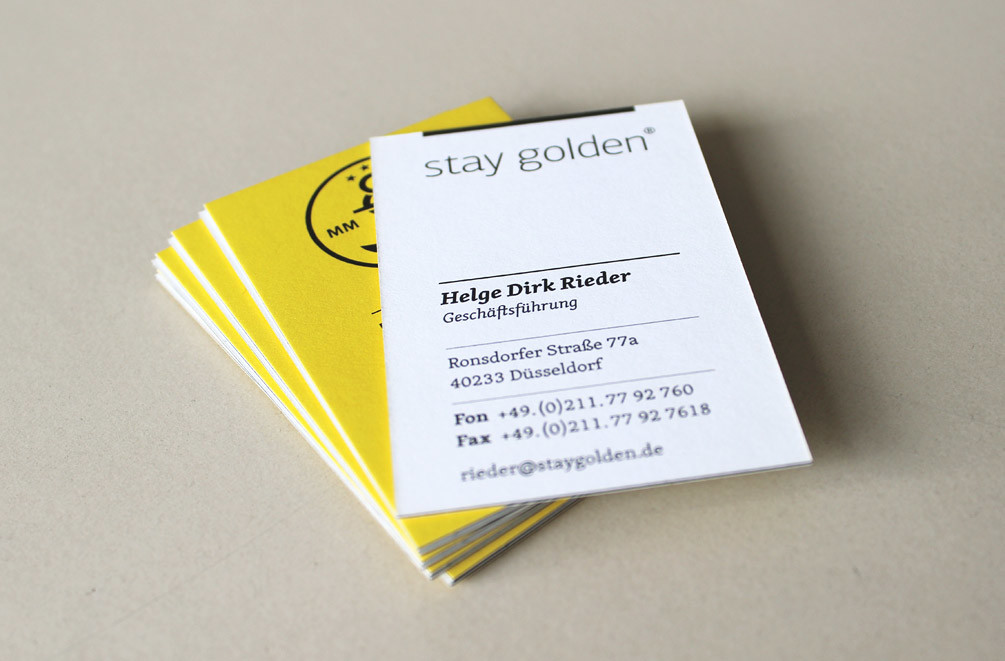 stay golden®
MM
Helge Dirk Rieder
Geschäftsführung
Ronsdorfer Straße 77a
40233 Düsseldorf
Fon +49.(0)211.77 92 760
Fax +49.(0)211.77 92 7618
rieder@staygolden.de